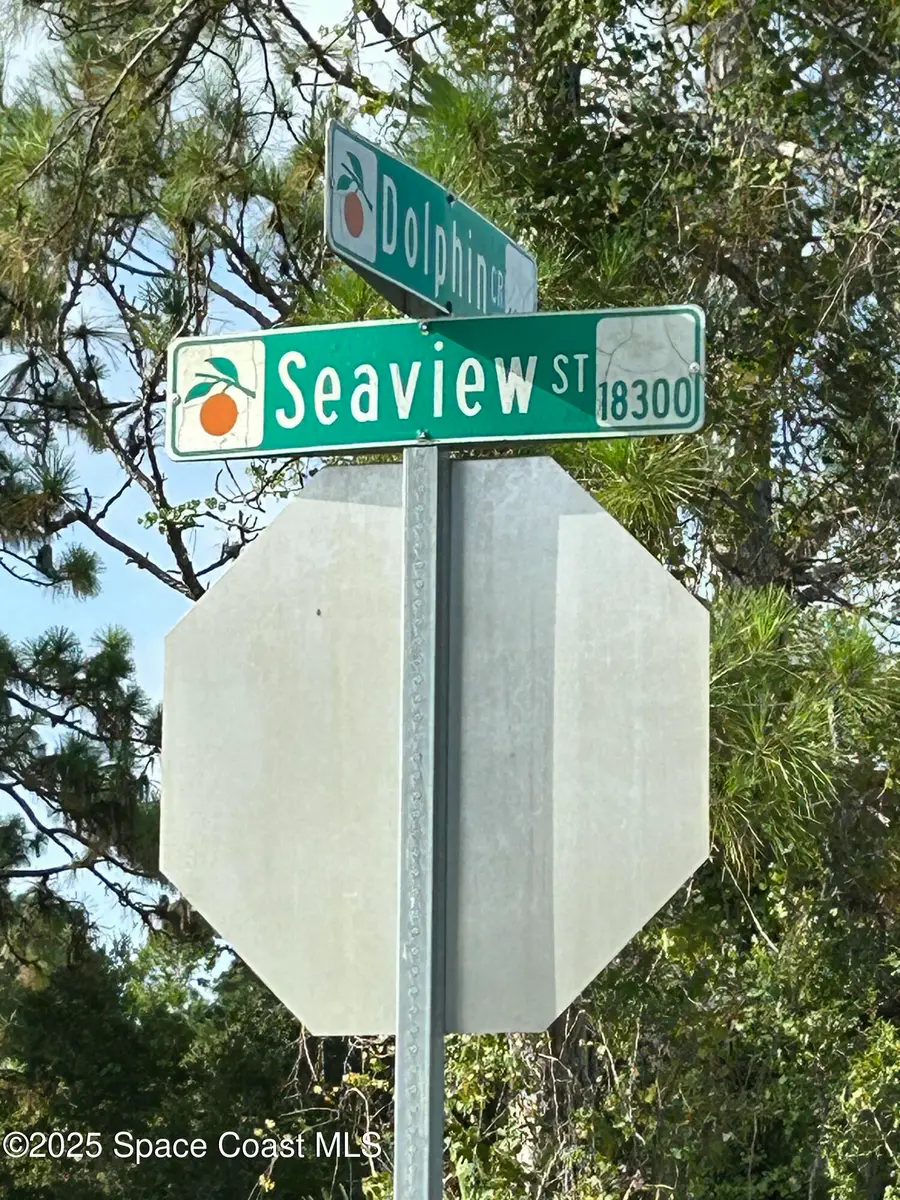 Dolphin CR
Seaview ST
18300
©2025 Space Coast MLS